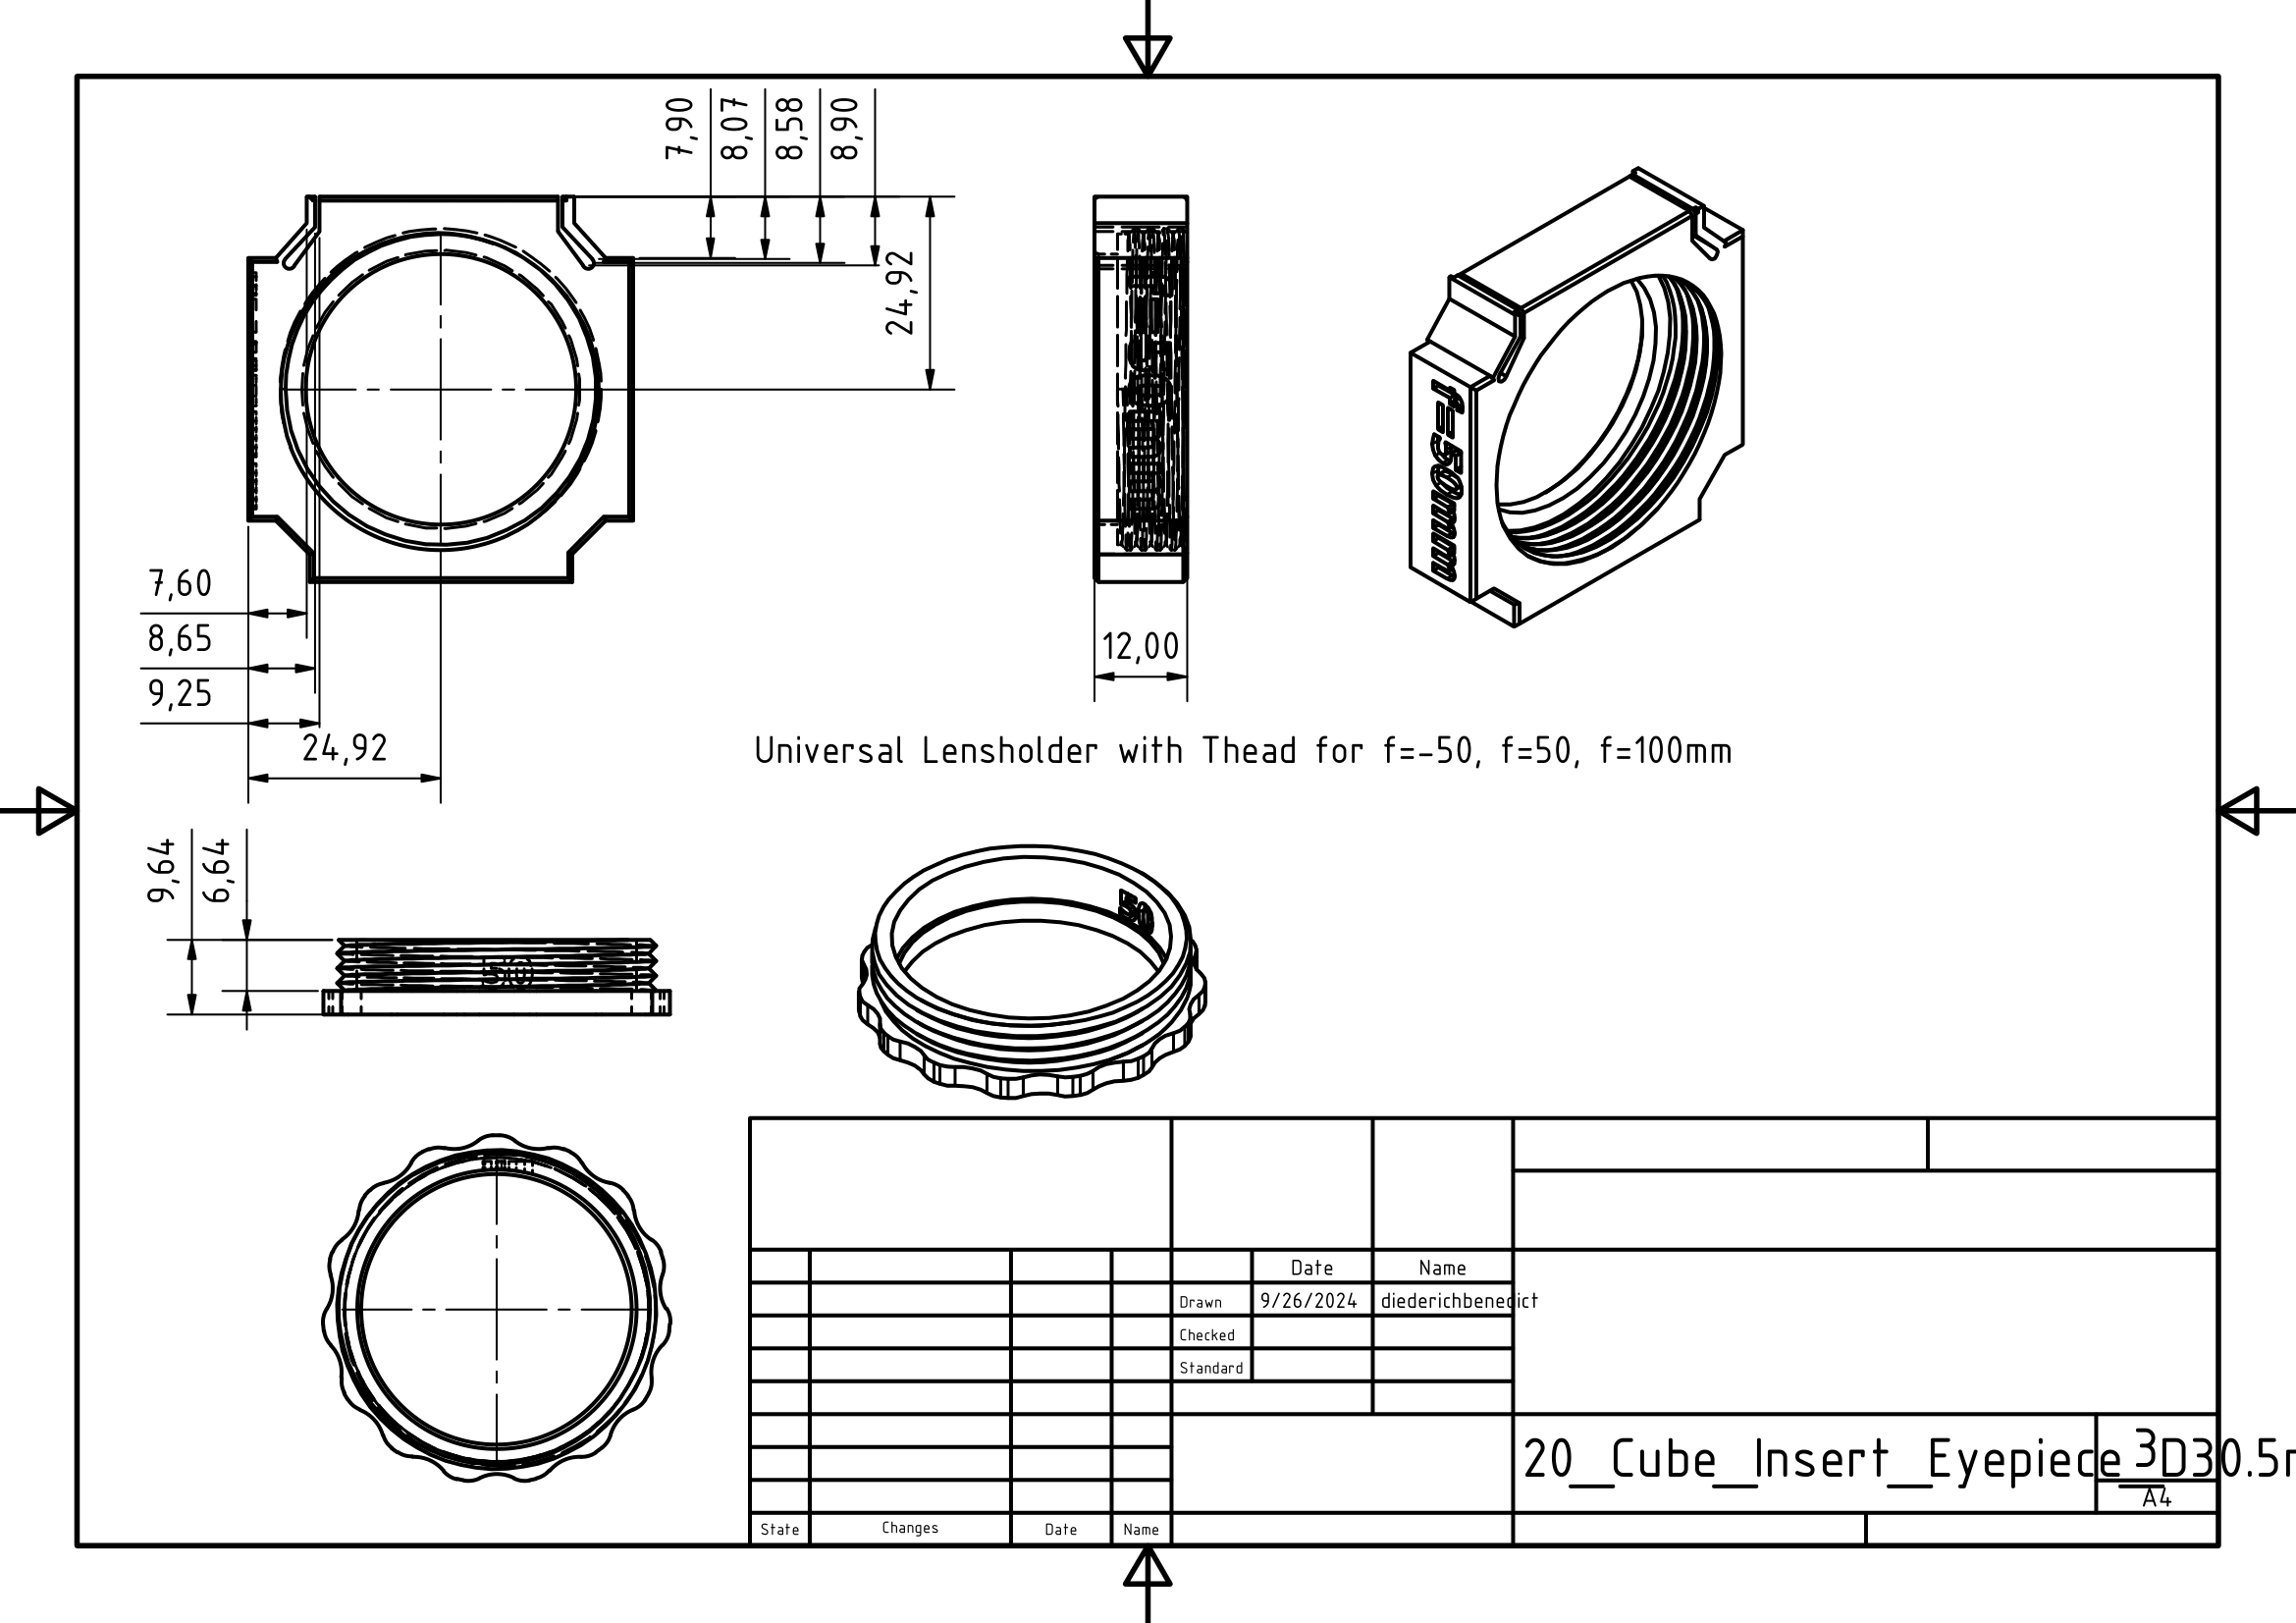 7,90
8,07
8,58
8,90
24,92
f=50mm
7,60
8,65
9,25
24,92
12,00
Universal Lensholder with Thead for f=-50, f=50, f=100mm
9,64
6,64
50
50
Date Name
Drawn 9/26/2024 diederichbenedict
Checked
Standard
20_Cube_Insert_Eyepiece_D30.5
3
A4
State Changes Date Name